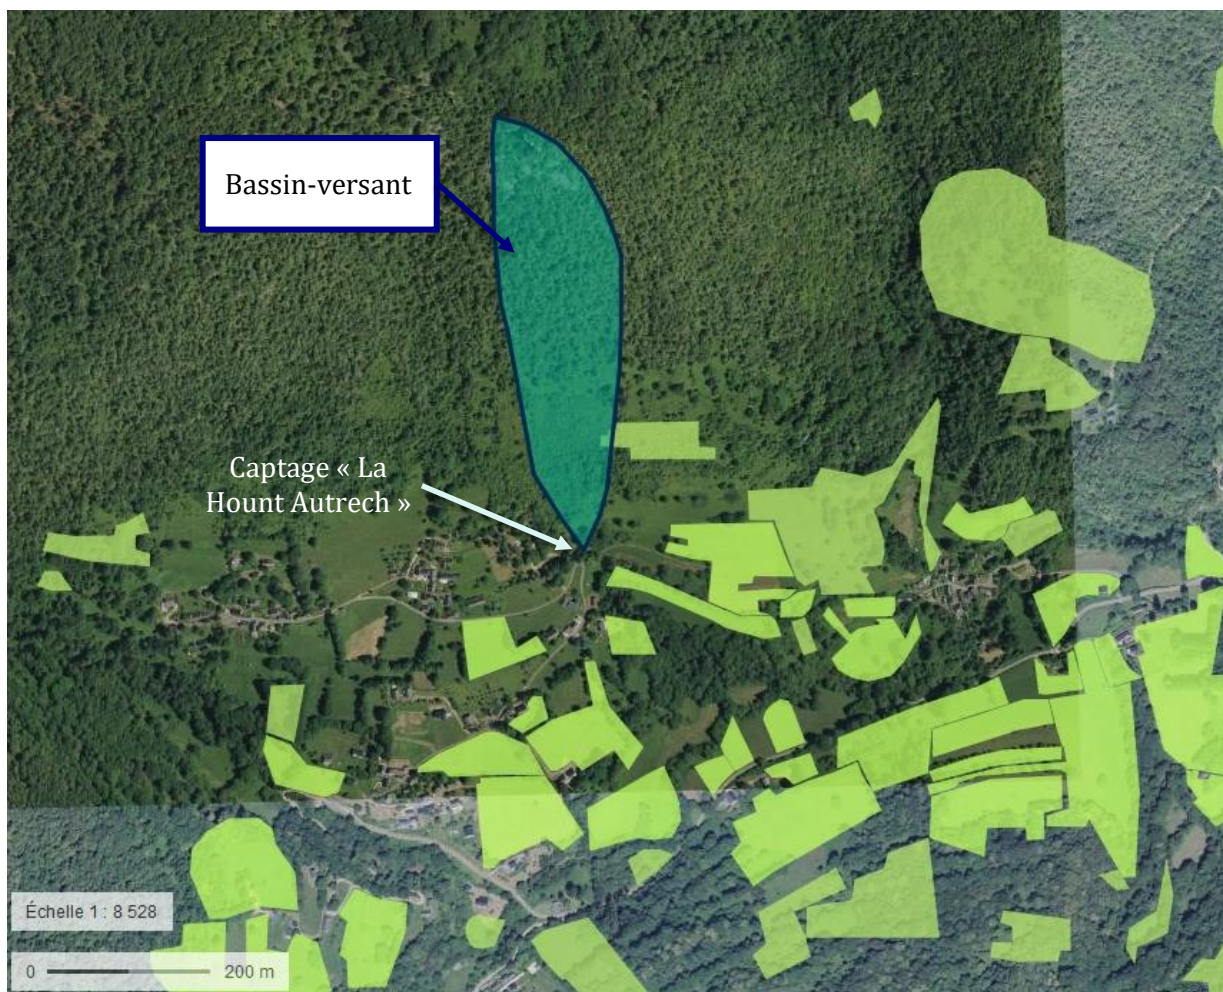 Bassin-versant
Captage « La
Hount Autrech »
Échelle 1 : 8 528
0 200 m